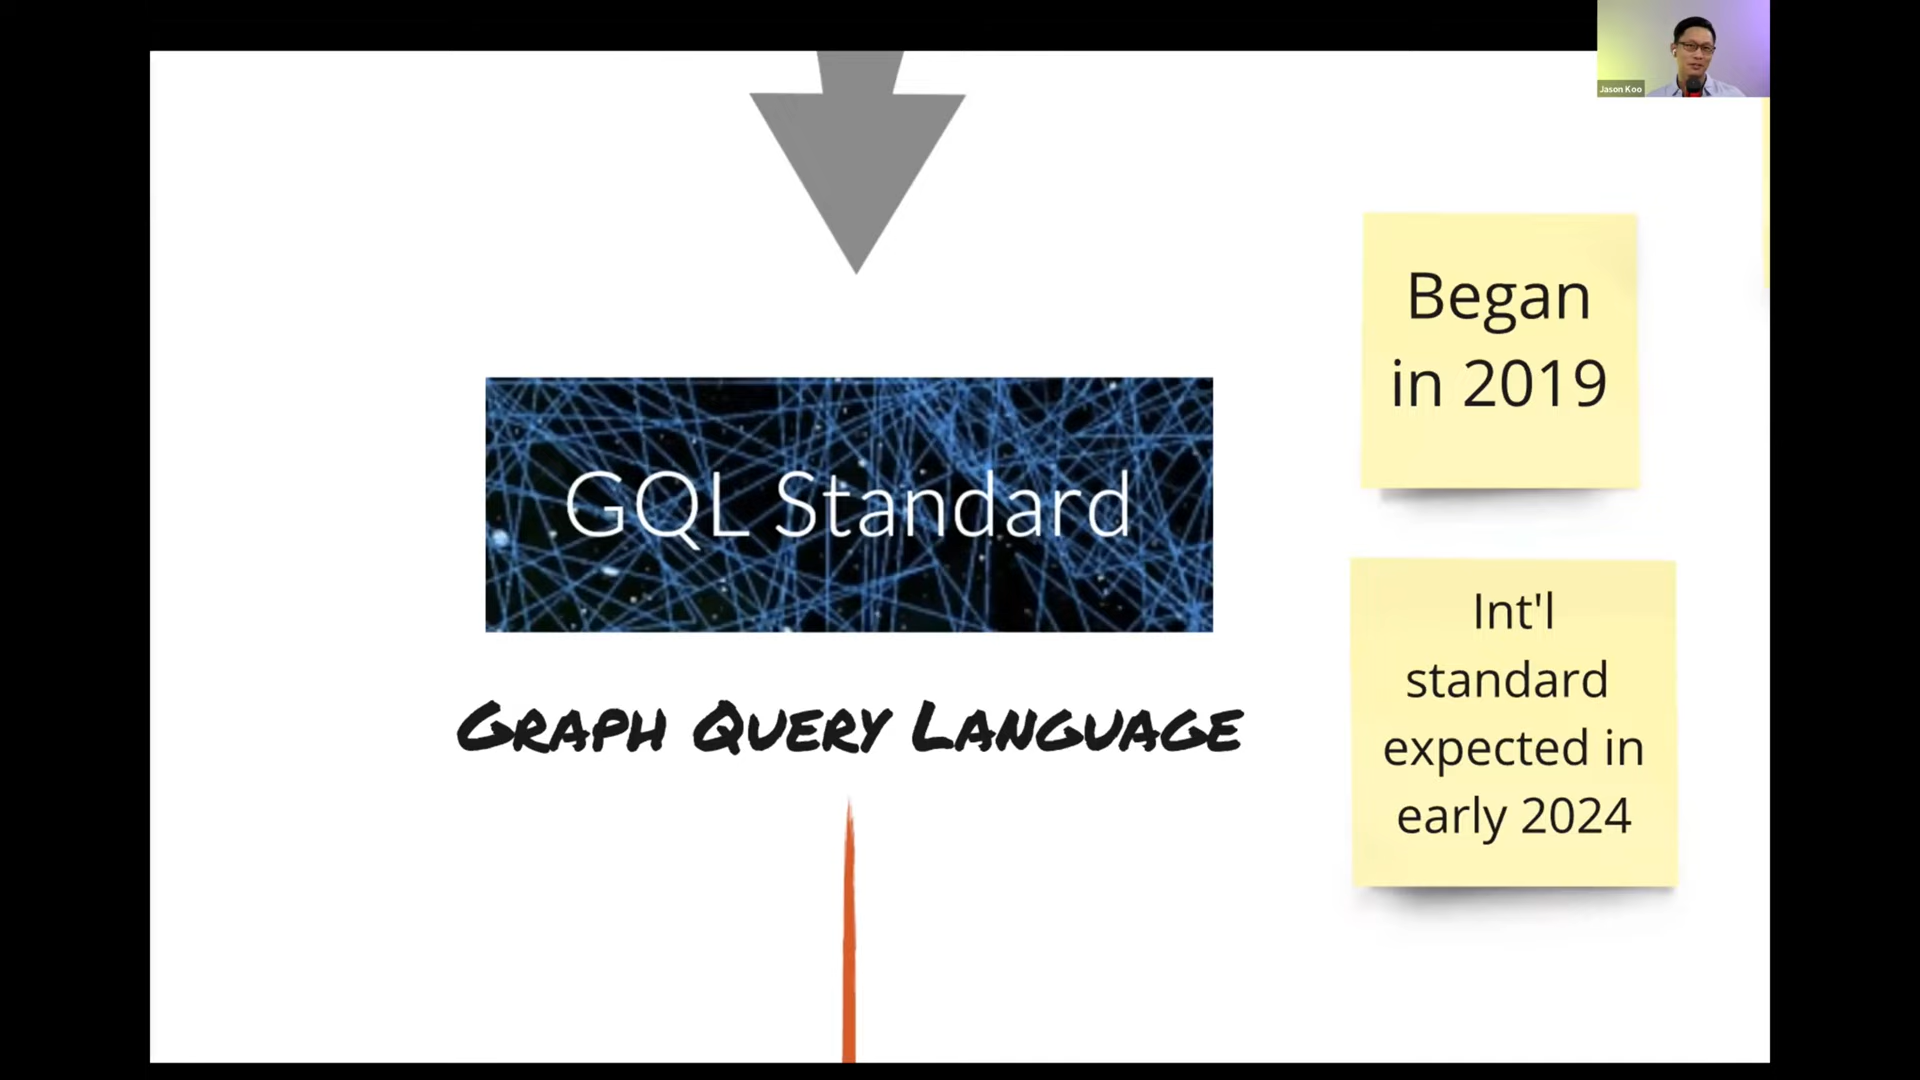 Jason Koo
Began
in 2019
GQL Standard
Int'l
standard
expected in
early 2024
GRAPH QUERY LANGUAGE